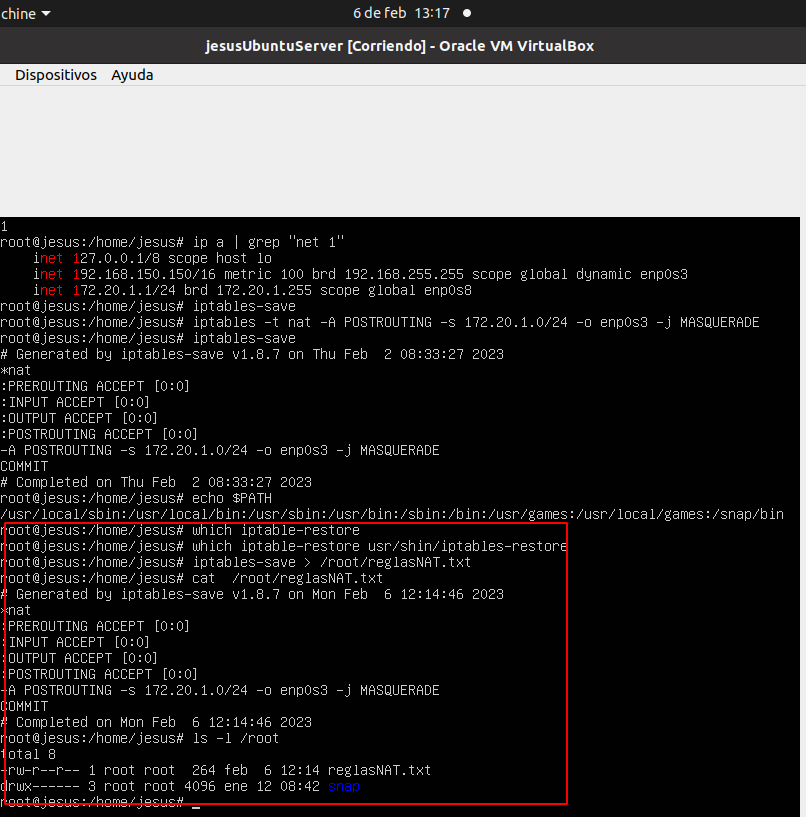 chine
6 de feb 13:17
jesusUbuntuServer [Corriendo] - Oracle VM VirtualBox
Dispositivos Ayuda
1
root@jesus:/home/jesus# ip a | grep "net 1"
inet 127.0.0.1/8 scope host lo
inet 192.168.150.150/16 metric 100 brd 192.168.255.255 scope global dynamic enp0s3
inet 172.20.1.1/24 brd 172.20.1.255 scope global enp0s8
root@jesus:/home/jesus# iptables-save
root@jesus:/home/jesus# iptables -t nat -A POSTROUTING -s 172.20.1.0/24 -o enp0s3 -j MASQUERADE
root@jesus:/home/jesus# iptables-save
# Generated by iptables-save v1.8.7 on Thu Feb  2 08:33:27 2023
*nat
:PREROUTING ACCEPT [0:0]
:INPUT ACCEPT [0:0]
:OUTPUT ACCEPT [0:0]
:POSTROUTING ACCEPT [0:0]
-A POSTROUTING -s 172.20.1.0/24 -o enp0s3 -j MASQUERADE
COMMIT
# Completed on Thu Feb  2 08:33:27 2023
root@jesus:/home/jesus# echo $PATH
/usr/local/sbin:/usr/local/bin:/usr/sbin:/usr/bin:/sbin:/bin:/usr/games:/usr/local/games:/snap/bin
root@jesus:/home/jesus# which iptable-restore
root@jesus:/home/jesus# which iptable-restore usr/shin/iptables-restore
root@jesus:/home/jesus# iptables-save > /root/reglasNAT.txt
root@jesus:/home/jesus# cat  /root/reglasNAT.txt
# Generated by iptables-save v1.8.7 on Mon Feb  6 12:14:46 2023
*nat
:PREROUTING ACCEPT [0:0]
:INPUT ACCEPT [0:0]
:OUTPUT ACCEPT [0:0]
:POSTROUTING ACCEPT [0:0]
-A POSTROUTING -s 172.20.1.0/24 -o enp0s3 -j MASQUERADE
COMMIT
# Completed on Mon Feb  6 12:14:46 2023
root@jesus:/home/jesus# ls -l /root
total 8
-rw-r--r-- 1 root root  264 feb  6 12:14 reglasNAT.txt
drwx------ 3 root root 4096 ene 12 08:42 snap
root@jesus:/home/jesus# _